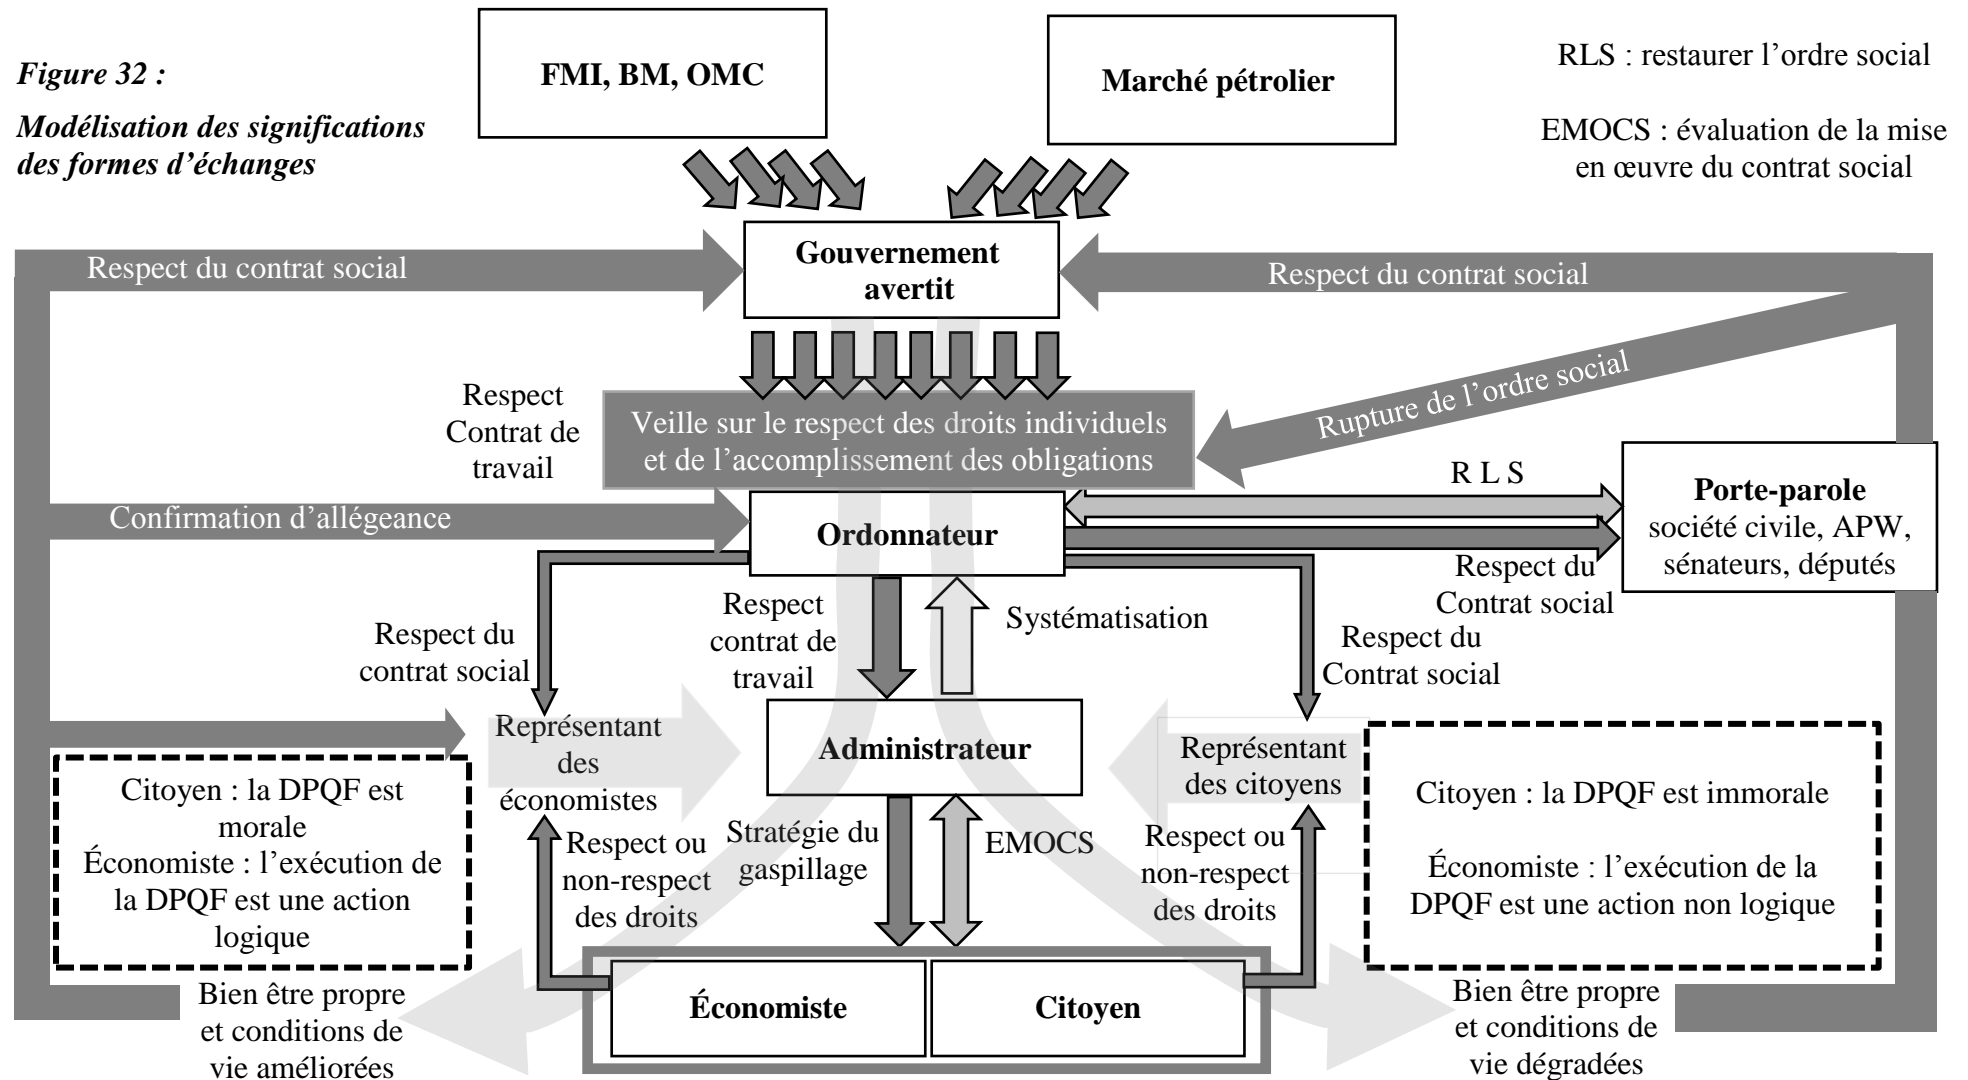 Figure 32 :
Modélisation des significations
des formes d’échanges
FMI, BM, OMC
Marché pétrolier
RLS : restaurer l’ordre social
EMOCS : évaluation de la mise
en œuvre du contrat social
Gouvernement
avertit
Respect du contrat social
Respect du contrat social
Rupture de l’ordre social
Respect
Contrat de
travail
Veille sur le respect des droits individuels
et de l’accomplissement des obligations
R L S
Porte-parole
société civile, APW,
sénateurs, députés
Confirmation d’allégeance
Ordonnateur
Respect du
Contrat social
Respect du
contrat social
Respect
contrat de
travail
Systématisation
Respect du
Contrat social
Représentant
des
économistes
Administrateur
Représentant
des citoyens
Citoyen : la DPQF est
morale
Économiste : l’exécution de
la DPQF est une action
logique
Citoyen : la DPQF est immorale
Économiste : l’exécution de la
DPQF est une action non logique
Respect ou
non-respect
des droits
Stratégie du
gaspillage
EMOCS
Respect ou
non-respect
des droits
Économiste
Citoyen
Bien être propre
et conditions de
vie améliorées
Bien être propre
et conditions de
vie dégradées